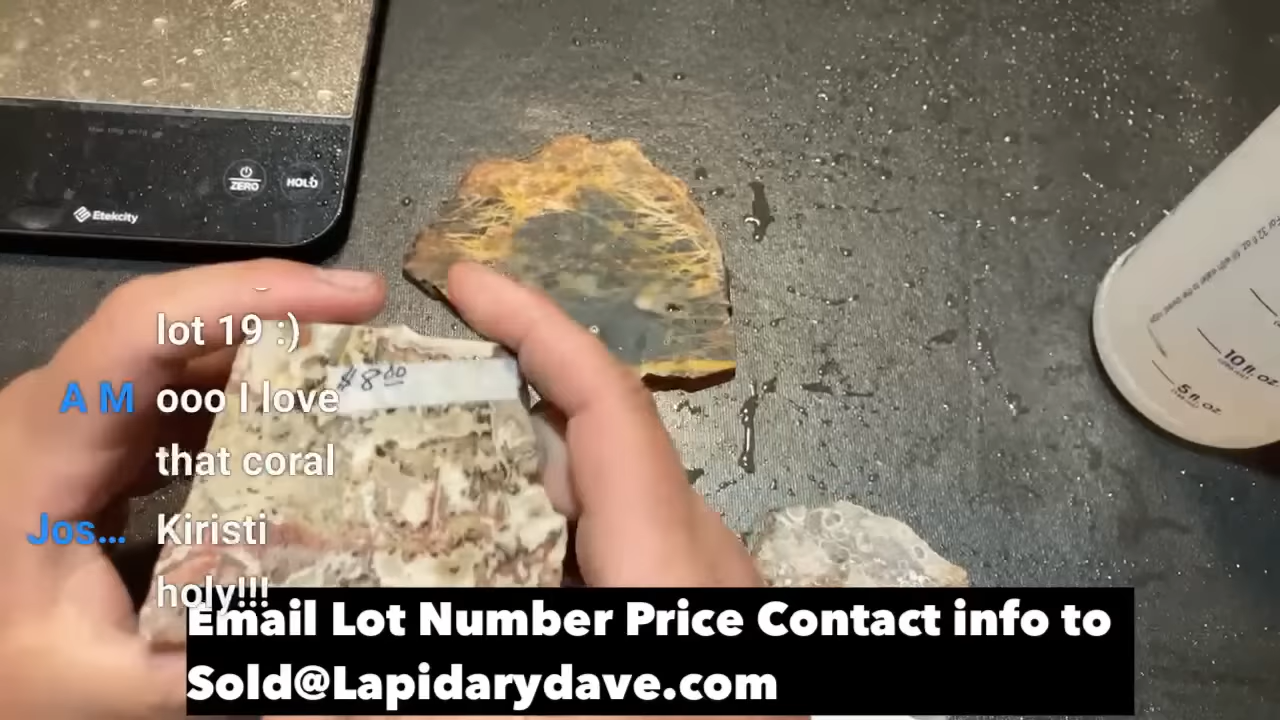 ZERO
HOLD
Etekcity
lot 19 :)
$8.00
A M ooo I love
that coral
Jos... Kiristi
holy!!!
10 fl. oz
5 fl. oz
Email Lot Number Price Contact info to
Sold@Lapidarydave.com